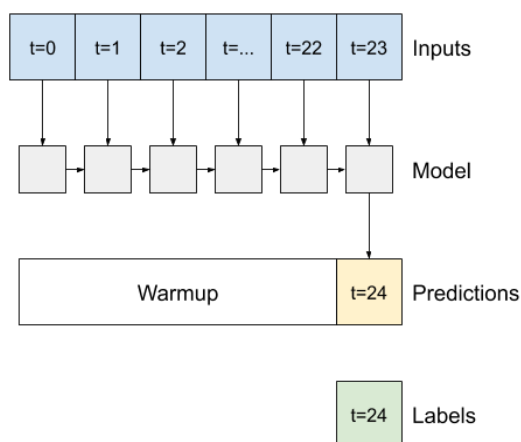 t=0 t=1 t=2 t=... t=22 t=23 Inputs
Model
Warmup t=24 Predictions
t=24 Labels